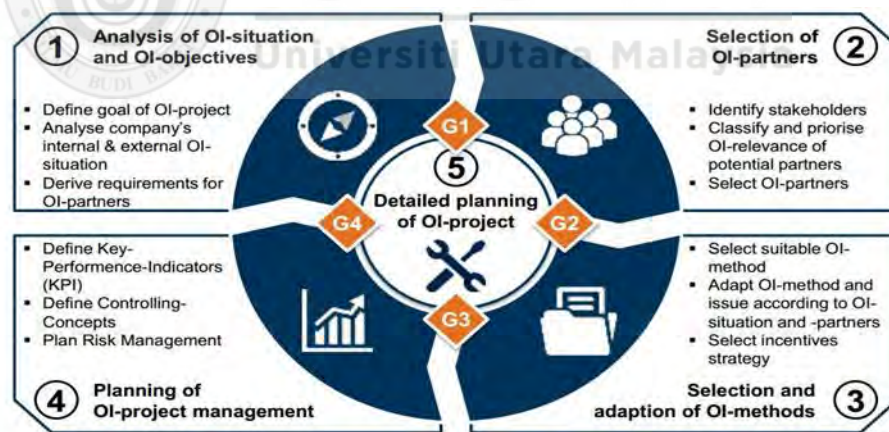 1 Analysis of OI-situation
and OI-objectives
▪ Define goal of OI-project
▪ Analyse company's
internal & external OI-
situation
▪ Derive requirements for
OI-partners
Universiti Utara Malaysia
BUDI
Selection of
OI-partners 2
▪ Identify stakeholders
▪ Classify and priorise
OI-relevance of
potential partners
▪ Select OI-partners
G1
5
Detailed planning
of OI-project
G4
G2
G3
▪ Select suitable OI-
method
▪ Adapt OI-method and
issue according to OI-
situation and -partners
▪ Select incentives
strategy
Selection and
adaption of OI-methods 3
▪ Define Key-
Performence-Indicators
(KPI)
▪ Define Controlling-
Concepts
▪ Plan Risk Management
4 Planning of
OI-project management